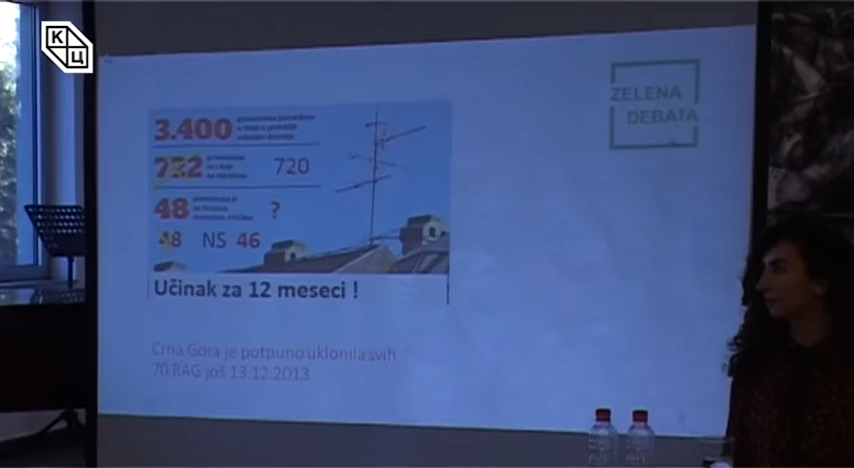 К
Ц
ZELENA
DEBATA
3.400
732 720
48 ?
48 NS 46
Učinak za 12 meseci !
Crna Gora je potpuno uklonila svih
70 RAG još 13.12.2013